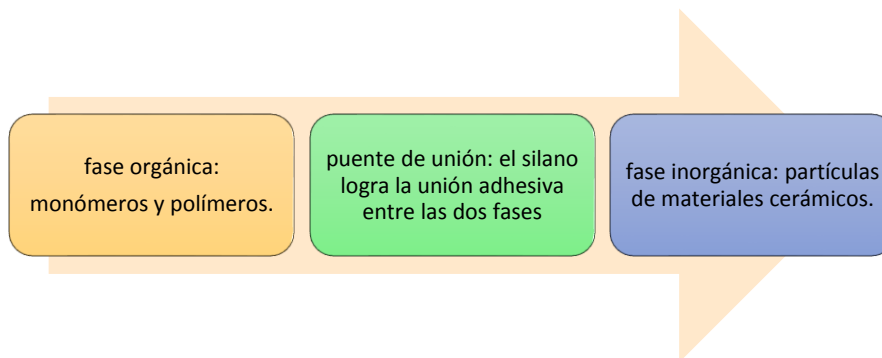 fase orgánica:
monómeros y polímeros.
puente de unión: el silano
logra la unión adhesiva
entre las dos fases
fase inorgánica: partículas
de materiales cerámicos.